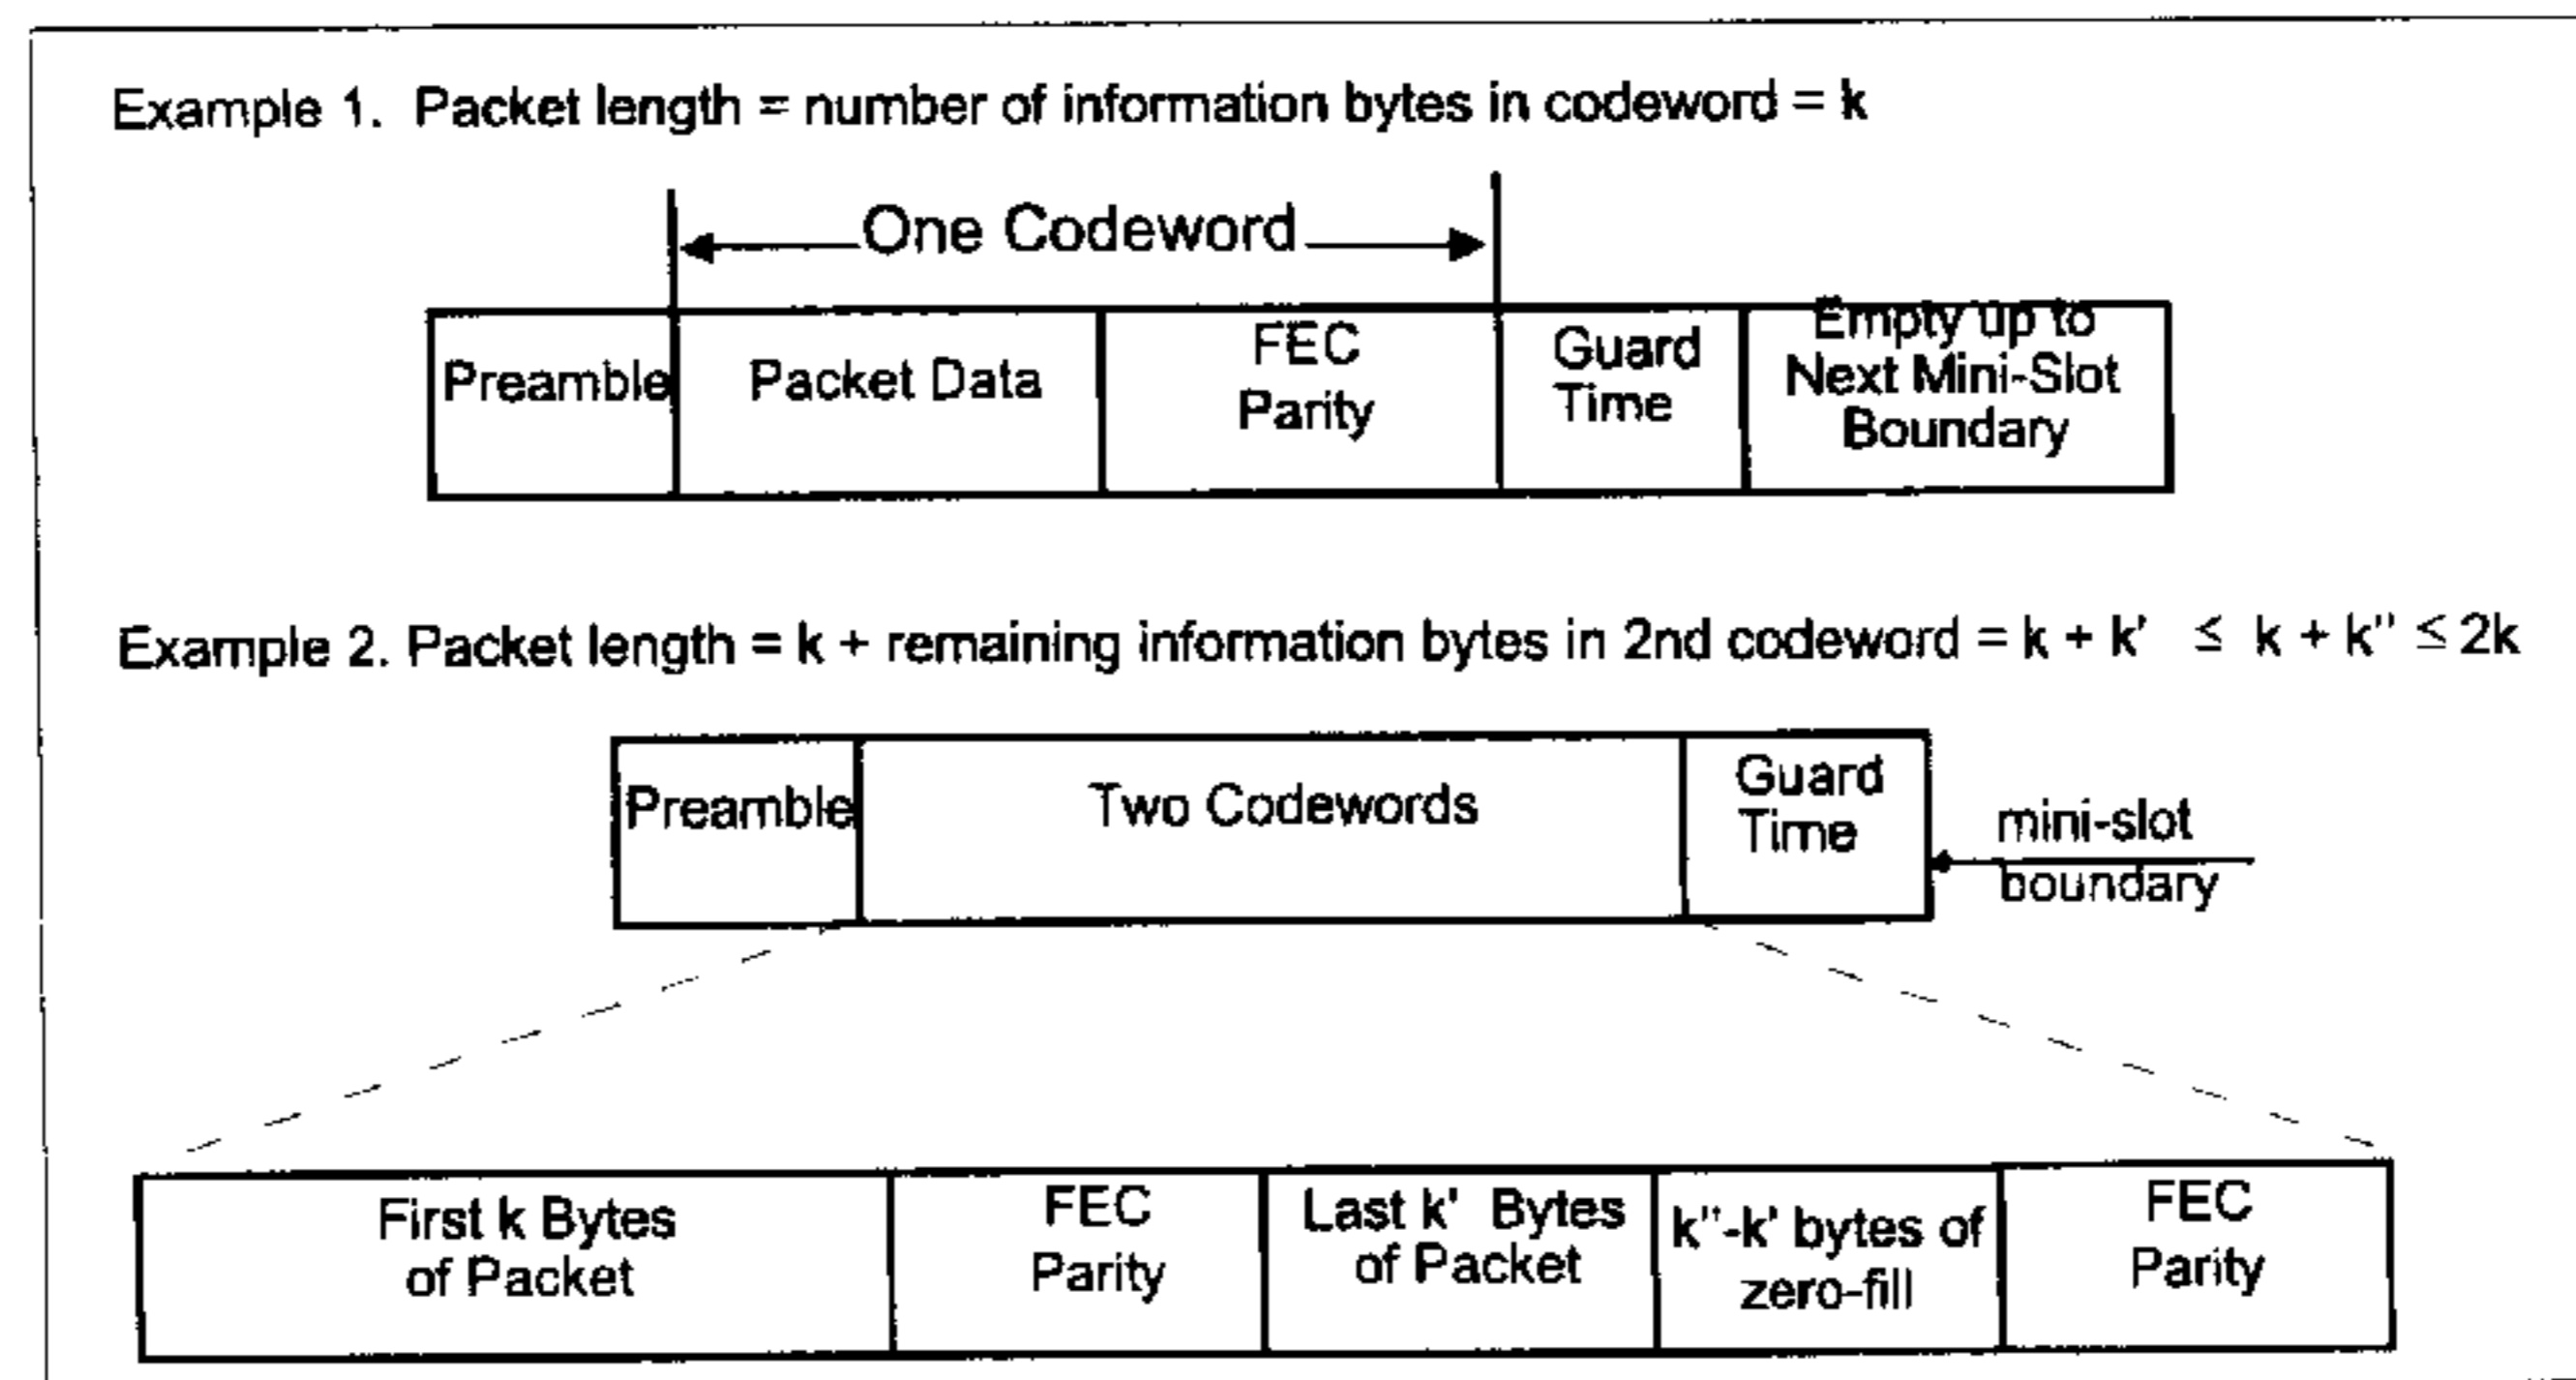 Example 1. Packet length = number of information bytes in codeword = k
One Codeword
Preamble
Packet Data
FEC
Parity
Guard
Time
Empty up to
Next Mini-Slot
Boundary
Example 2. Packet length = k + remaining information bytes in 2nd codeword = k + k' ≤ k + k" ≤ 2k
Preamble
Two Codewords
Guard
Time
mini-slot
boundary
First k Bytes
of Packet
FEC
Parity
Last k' Bytes
of Packet
k"-k' bytes of
zero-fill
FEC
Parity